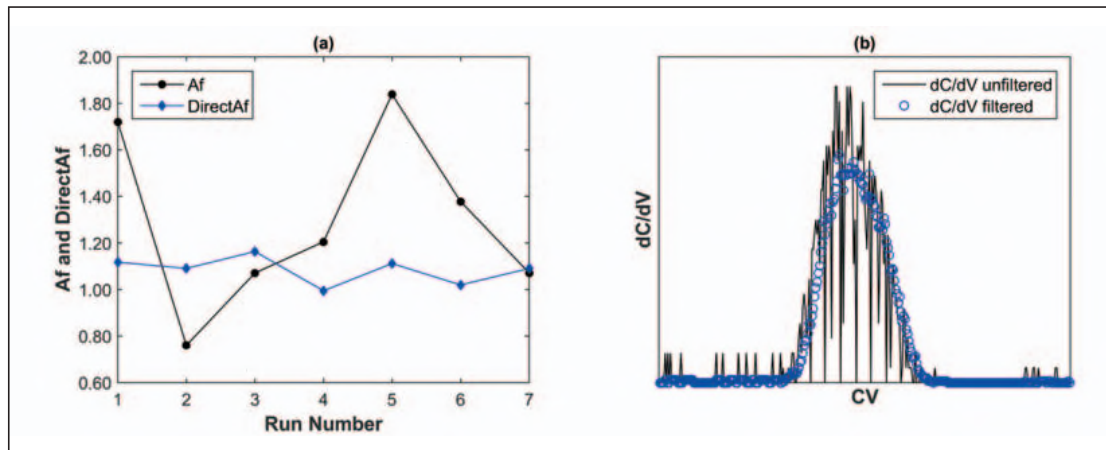 (a)
2.00
1.80
1.60
1.40
1.20
1.00
0.80
0.60
Af and DirectAf
Af
DirectAf
1 2 3 4 5 6 7
Run Number
(b)
dC/dV
dC/dV unfiltered
dC/dV filtered
CV